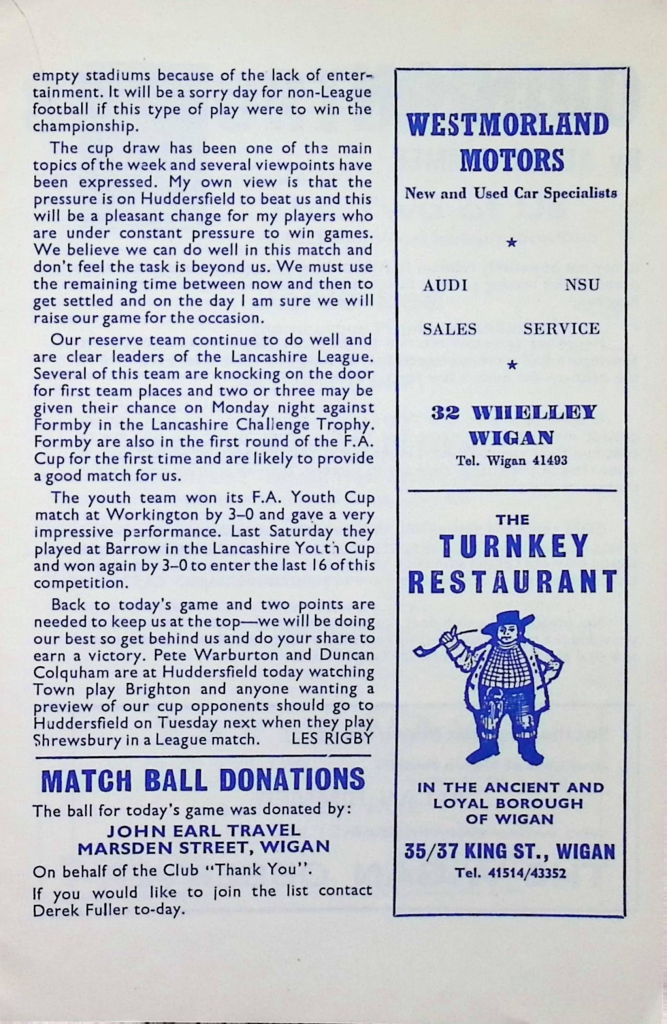 empty stadiums because of the lack of enter-
tainment. It will be a sorry day for non-League
football if this type of play were to win the
championship.
The cup draw has been one of the main
topics of the week and several viewpoints have
been expressed. My own view is that the
pressure is on Huddersfield to beat us and this
will be a pleasant change for my players who
are under constant pressure to win games.
We believe we can do well in this match and
don't feel the task is beyond us. We must use
the remaining time between now and then to
get settled and on the day I am sure we will
raise our game for the occasion.
Our reserve team continue to do well and
are clear leaders of the Lancashire League.
Several of this team are knocking on the door
for first team places and two or three may be
given their chance on Monday night against
Formby in the Lancashire Challenge Trophy.
Formby are also in the first round of the F.A.
Cup for the first time and are likely to provide
a good match for us.
The youth team won its F.A. Youth Cup
match at Workington by 3–0 and gave a very
impressive performance. Last Saturday they
played at Barrow in the Lancashire Youth Cup
and won again by 3–0 to enter the last 16 of this
competition.
Back to today's game and two points are
needed to keep us at the top—we will be doing
our best so get behind us and do your share to
earn a victory. Pete Warburton and Duncan
Colquham are at Huddersfield today watching
Town play Brighton and anyone wanting a
preview of our cup opponents should go to
Huddersfield on Tuesday next when they play
Shrewsbury in a League match. LES RIGBY
MATCH BALL DONATIONS
The ball for today's game was donated by:
JOHN EARL TRAVEL
MARSDEN STREET, WIGAN
On behalf of the Club "Thank You".
If you would like to join the list contact
Derek Fuller to-day.
WESTMORLAND
MOTORS
New and Used Car Specialists
★
AUDI NSU
SALES SERVICE
★
32 WHELLEY
WIGAN
Tel. Wigan 41493
THE
TURNKEY
RESTAURANT
IN THE ANCIENT AND
LOYAL BOROUGH
OF WIGAN
35/37 KING ST., WIGAN
Tel. 41514/43352